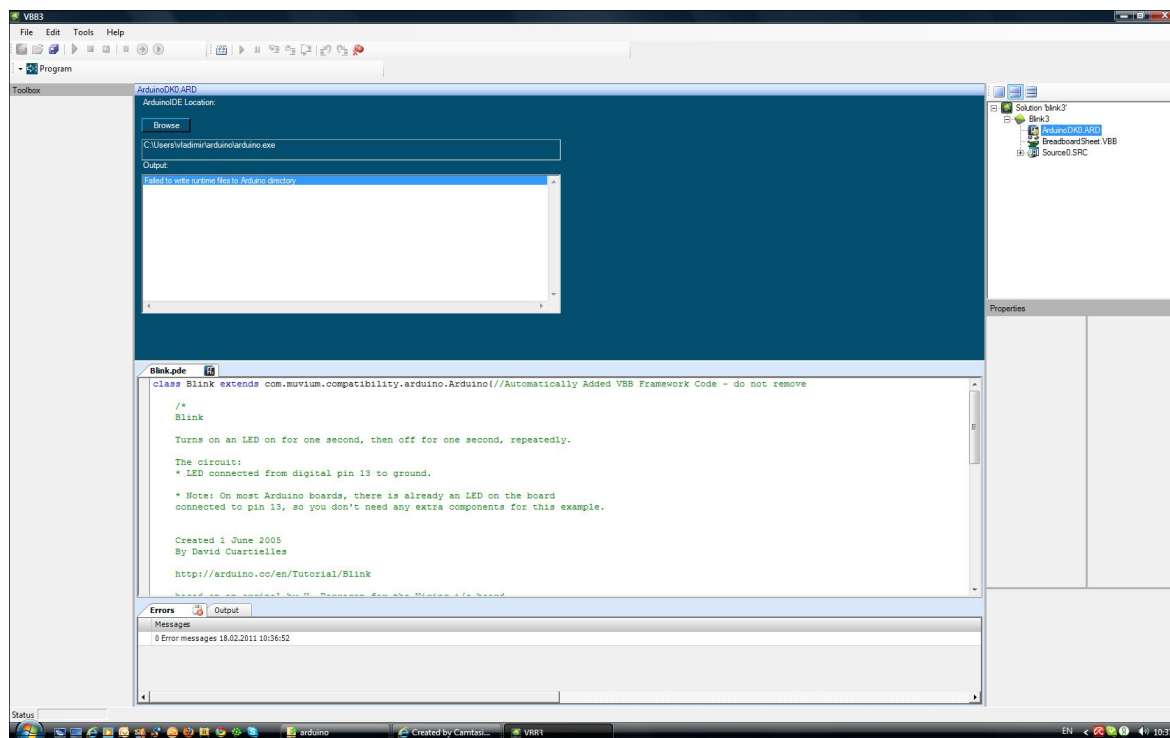 VBB3
File Edit Tools Help
Program
Toolbox
ArduinoDK0.ARD
ArduinoIDE Location:
Browse
C:\Users\vladimir\arduino\arduino.exe
Output:
Failed to write runtime files to Arduino directory
Solution 'blink3'
Blink3
ArduinoDK0.ARD
BreadboardSheet.VBB
Source0.SRC
Properties
Blink.pde
class Blink extends com.muvium.compatibility.arduino.Arduino{//Automatically Added VBB Framework Code - do not remove
/*
Blink
Turns on an LED on for one second, then off for one second, repeatedly.
The circuit:
* LED connected from digital pin 13 to ground.
* Note: On most Arduino boards, there is already an LED on the board
connected to pin 13, so you don't need any extra components for this example.
Created 1 June 2005
By David Cuartielles
http://arduino.cc/en/Tutorial/Blink
Errors Output
Messages
0 Error messages 18.02.2011 10:36:52
Status
arduino
Created by Camtasi...
VBB3
EN